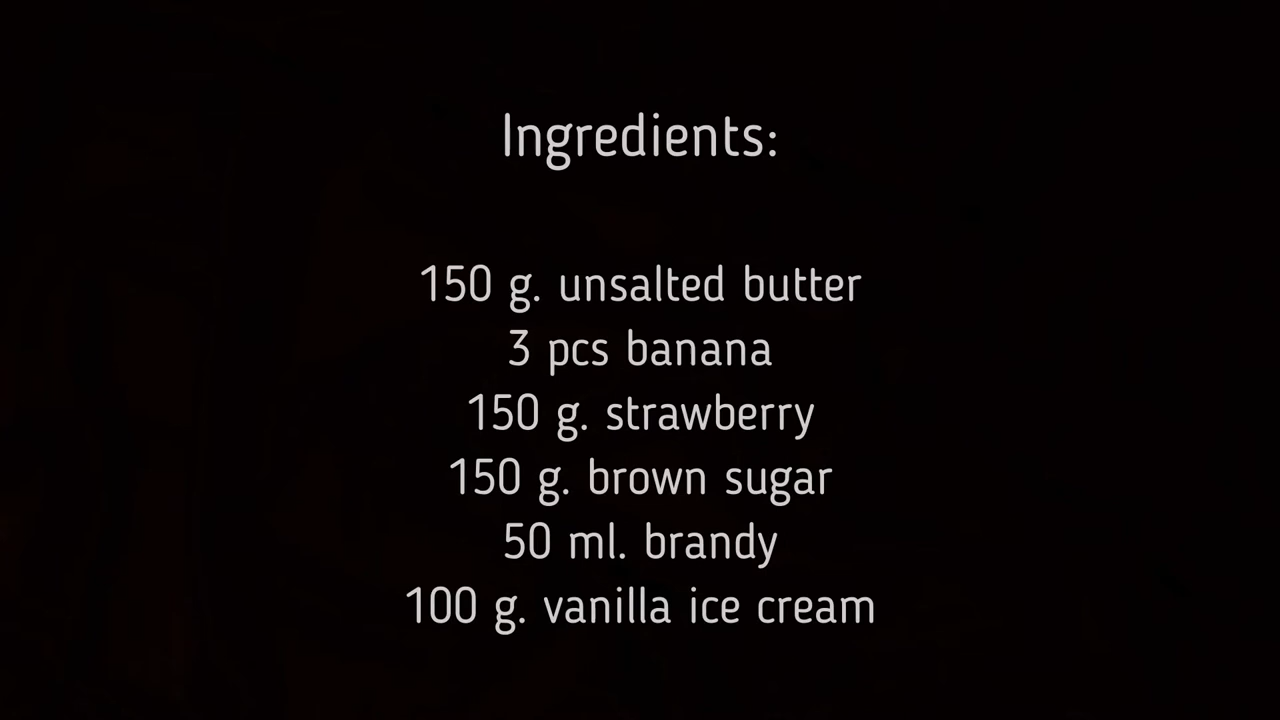 Ingredients:
150 g. unsalted butter
3 pcs banana
150 g. strawberry
150 g. brown sugar
50 ml. brandy
100 g. vanilla ice cream